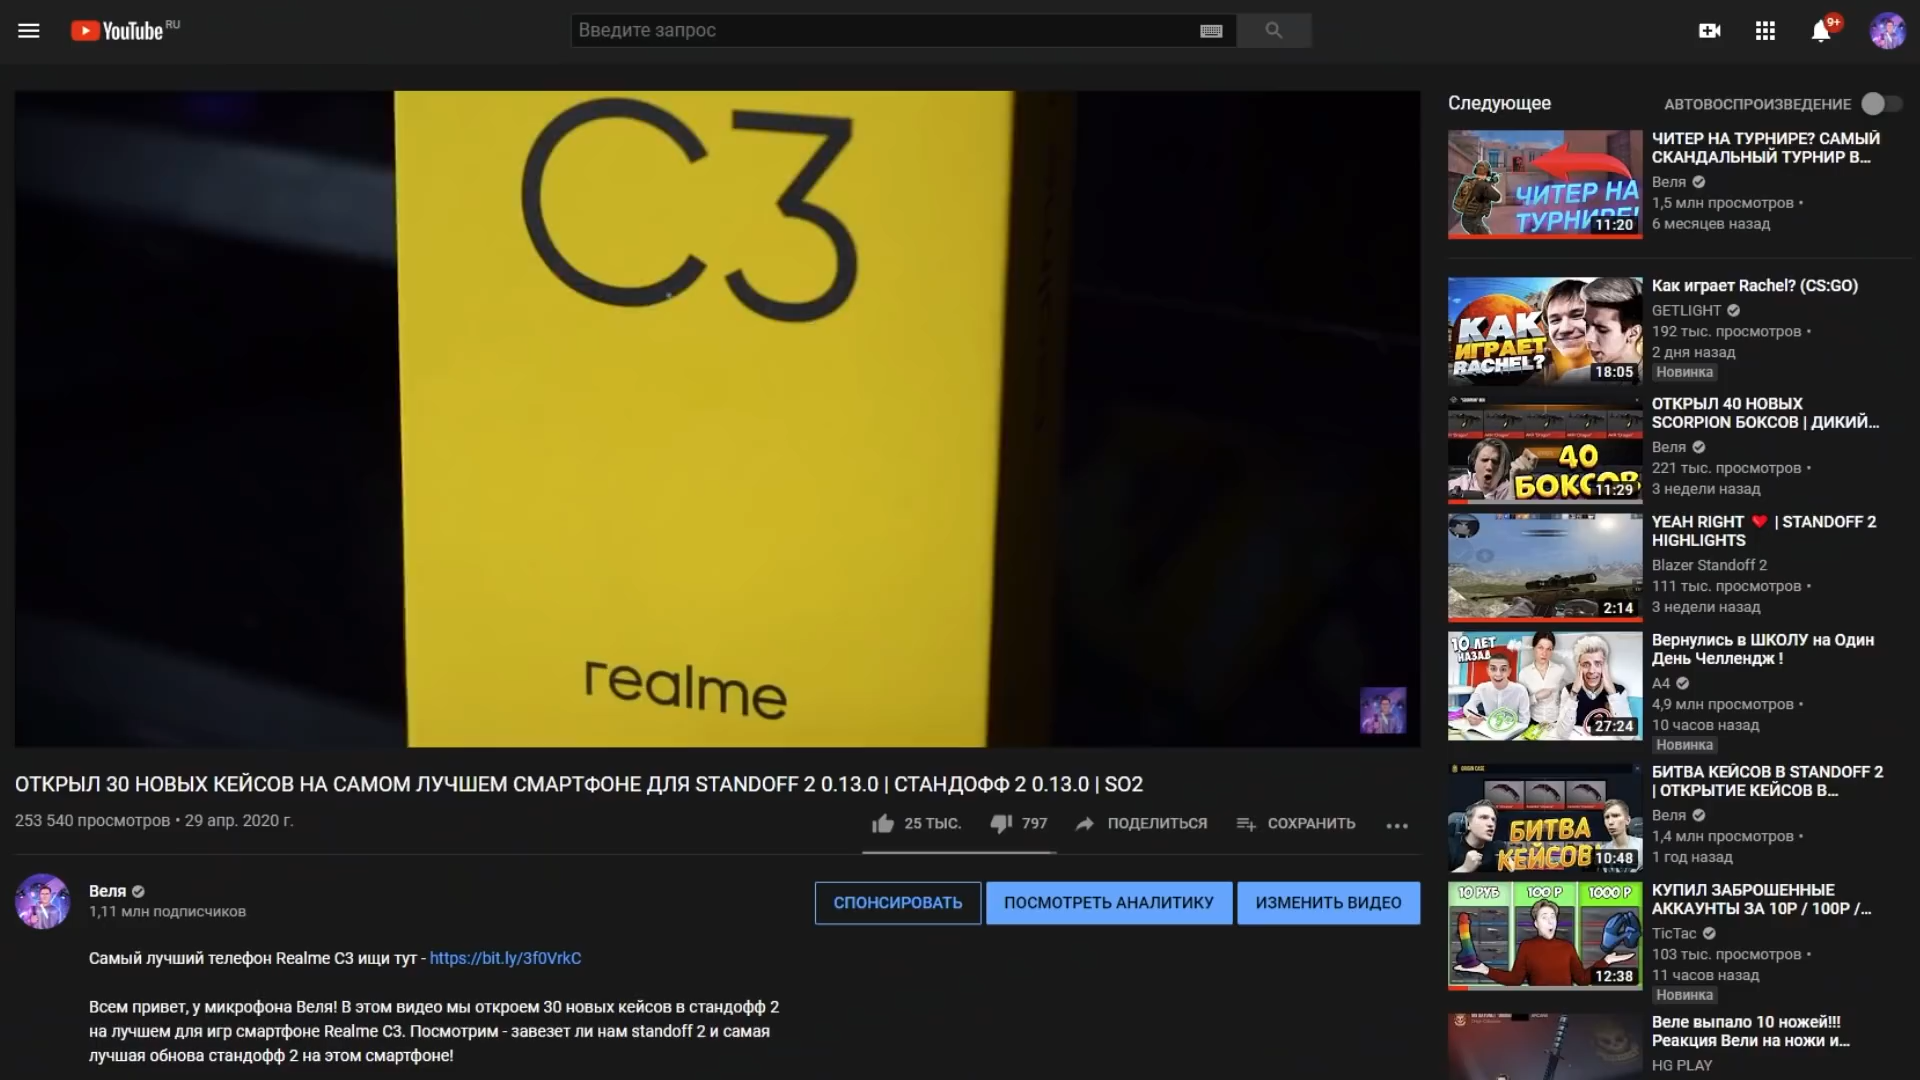 YouTube RU
Введите запрос
9+
C3
realme
ОТКРЫЛ 30 НОВЫХ КЕЙСОВ НА САМОМ ЛУЧШЕМ СМАРТФОНЕ ДЛЯ STANDOFF 2 0.13.0 | СТАНДОФФ 2 0.13.0 | SO2
253 540 просмотров • 29 апр. 2020 г.
25 ТЫС.
797
ПОДЕЛИТЬСЯ
СОХРАНИТЬ
Веля
1,11 млн подписчиков
СПОНСИРОВАТЬ
ПОСМОТРЕТЬ АНАЛИТИКУ
ИЗМЕНИТЬ ВИДЕО
Самый лучший телефон Realme C3 ищи тут - https://bit.ly/3f0VrkC
Всем привет, у микрофона Веля! В этом видео мы откроем 30 новых кейсов в стандофф 2
на лучшем для игр смартфоне Realme C3. Посмотрим - завезет ли нам standoff 2 и самая
лучшая обнова стандофф 2 на этом смартфоне!
Следующее
АВТОВОСПРОИЗВЕДЕНИЕ
ЧИТЕР НА
ТУРНИРЕ!
11:20
ЧИТЕР НА ТУРНИРЕ? САМЫЙ
СКАНДАЛЬНЫЙ ТУРНИР В...
Веля
1,5 млн просмотров •
6 месяцев назад
КАК
ИГРАЕТ
RACHEL?
18:05
Как играет Rachel? (CS:GO)
GETLIGHT
192 тыс. просмотров •
2 дня назад
Новинка
40
БОКСОВ
11:29
ОТКРЫЛ 40 НОВЫХ
SCORPION БОКСОВ | ДИКИЙ...
Веля
221 тыс. просмотров •
3 недели назад
2:14
YEAH RIGHT ❤ | STANDOFF 2
HIGHLIGHTS
Blazer Standoff 2
111 тыс. просмотров •
3 недели назад
10 ЛЕТ
НАЗАД
27:24
Вернулись в ШКОЛУ на Один
День Челлендж !
A4
4,9 млн просмотров •
10 часов назад
Новинка
ORIGIN CASE
БИТВА
КЕЙСОВ
10:48
БИТВА КЕЙСОВ В STANDOFF 2
| ОТКРЫТИЕ КЕЙСОВ В...
Веля
1,4 млн просмотров •
1 год назад
10 РУБ 100 Р 1000 Р
12:38
КУПИЛ ЗАБРОШЕННЫЕ
АККАУНТЫ ЗА 10Р / 100Р /...
TicTac
103 тыс. просмотров •
11 часов назад
Новинка
Веле выпало 10 ножей!!!
Реакция Вели на ножи и...
HG PLAY